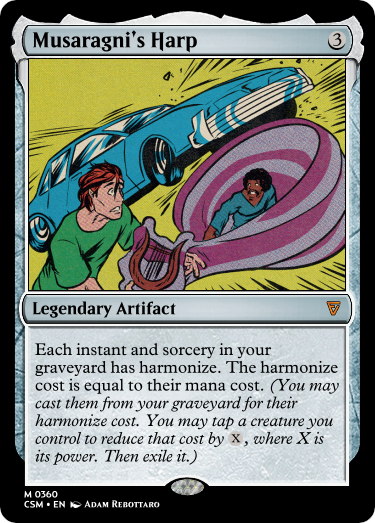 Musaragni's Harp 3
Legendary Artifact
Each instant and sorcery in your
graveyard has harmonize. The harmonize
cost is equal to their mana cost. (You may
cast them from your graveyard for their
harmonize cost. You may tap a creature you
control to reduce that cost by X, where X is
its power. Then exile it.)
M 0360
CSM • EN Adam Rebottaro